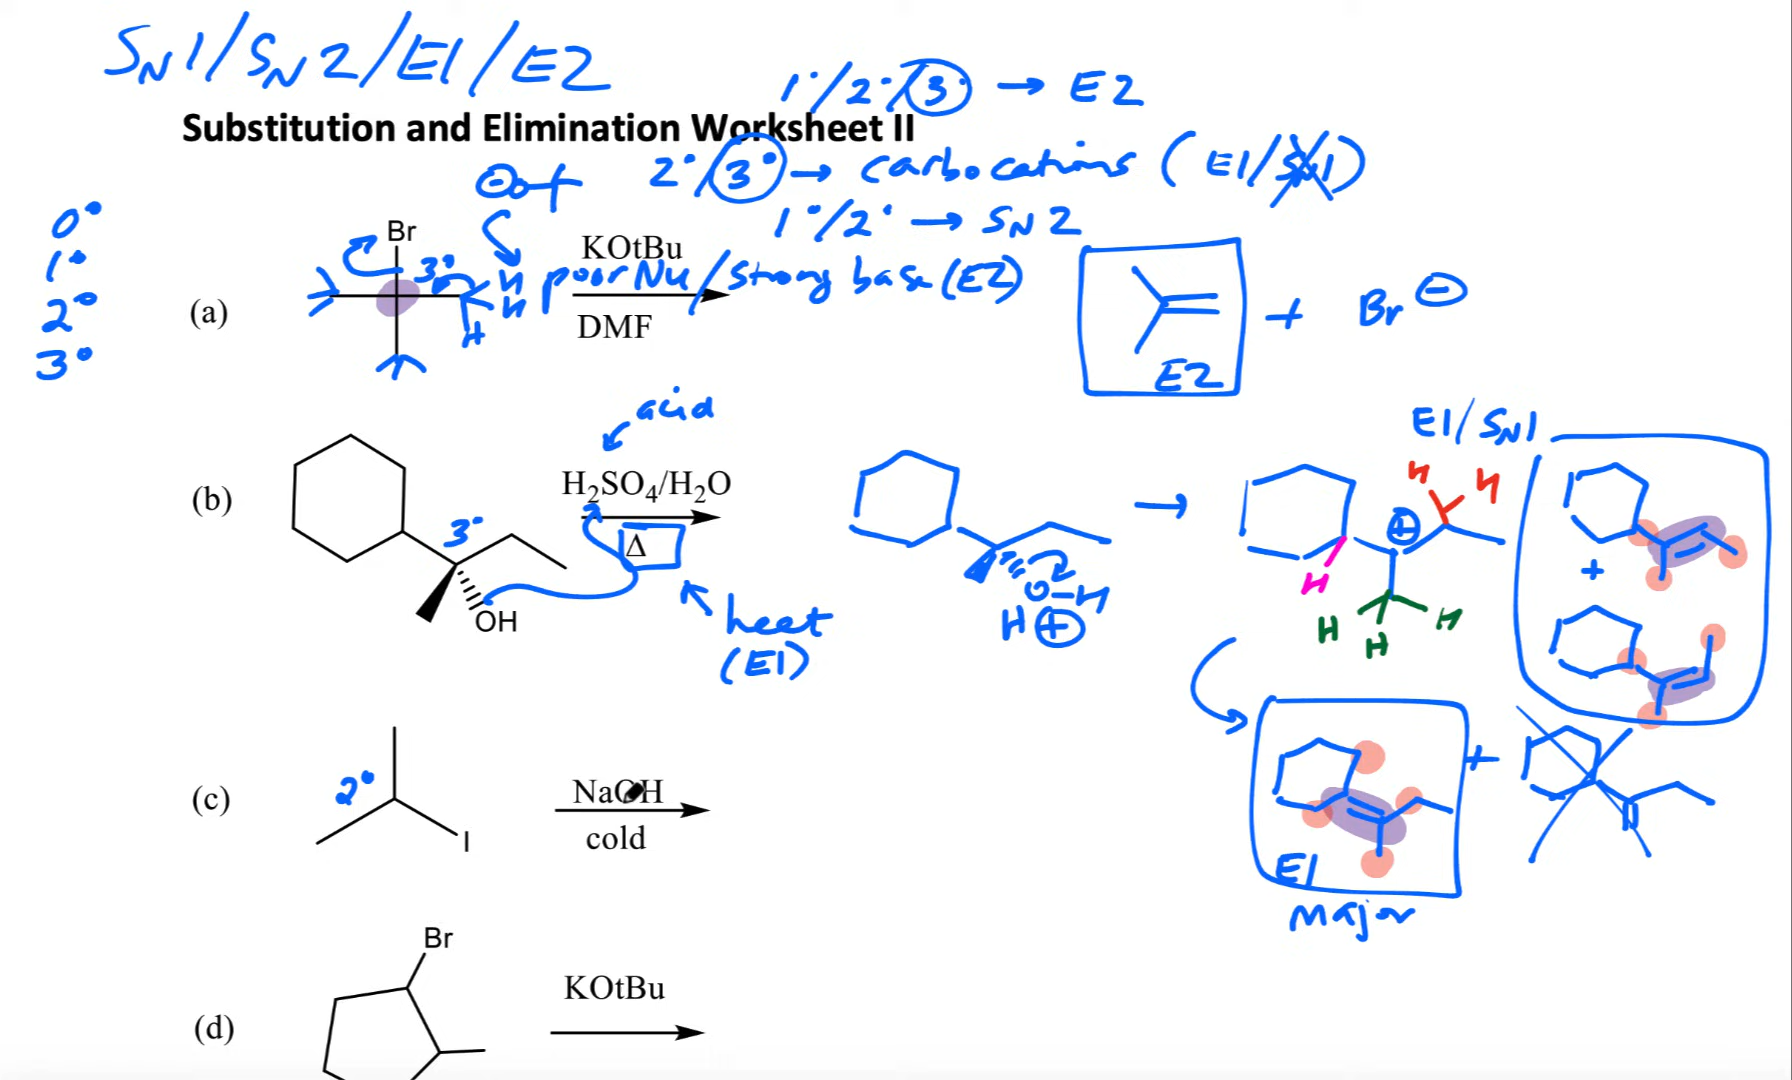 SN1/SN2/E1/E2
1°/2°/3° → E2
Substitution and Elimination Worksheet II
2°/3° → carbocations (E1/SN1)
1°/2° → SN2
0°
1°
2°
3°
(a)
Br
3°
⊖O
H
H
H
KOtBu
poor Nu/strong base (E2)
DMF
E2
+ Br⊖
(b)
3°
OH
acid
H₂SO₄/H₂O
Δ
heat
(E1)
O-H
H⊕
→
E1/SN1
⊕
H H
H
H H H
+
E1
Major
+
(c)
2°
I
NaOH
cold
(d)
Br
KOtBu